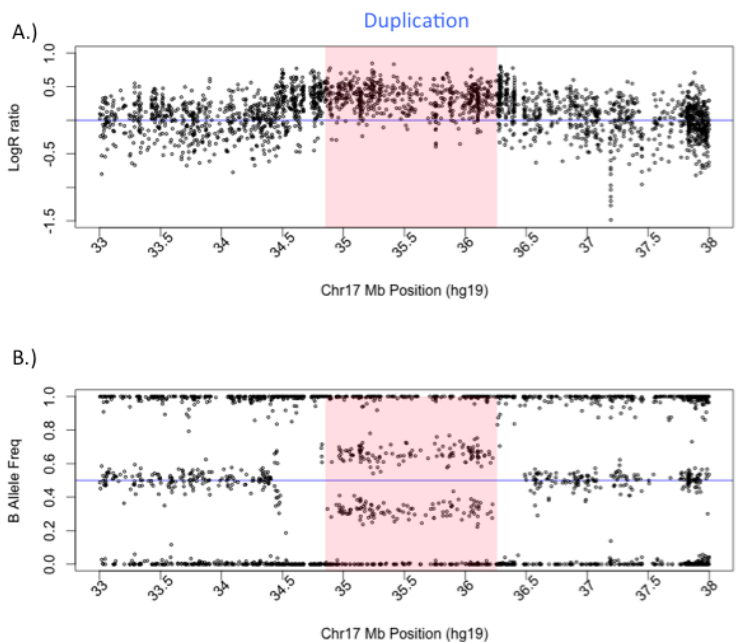 Duplication
A.)
1.0
0.5
-0.5
-1.5
LogR ratio
33 33.5 34 34.5 35 35.5 36 36.5 37 37.5 38
Chr17 Mb Position (hg19)
B.)
1.0
0.8
0.6
0.4
0.2
0.0
B Allele Freq
33 33.5 34 34.5 35 35.5 36 36.5 37 37.5 38
Chr17 Mb Position (hg19)